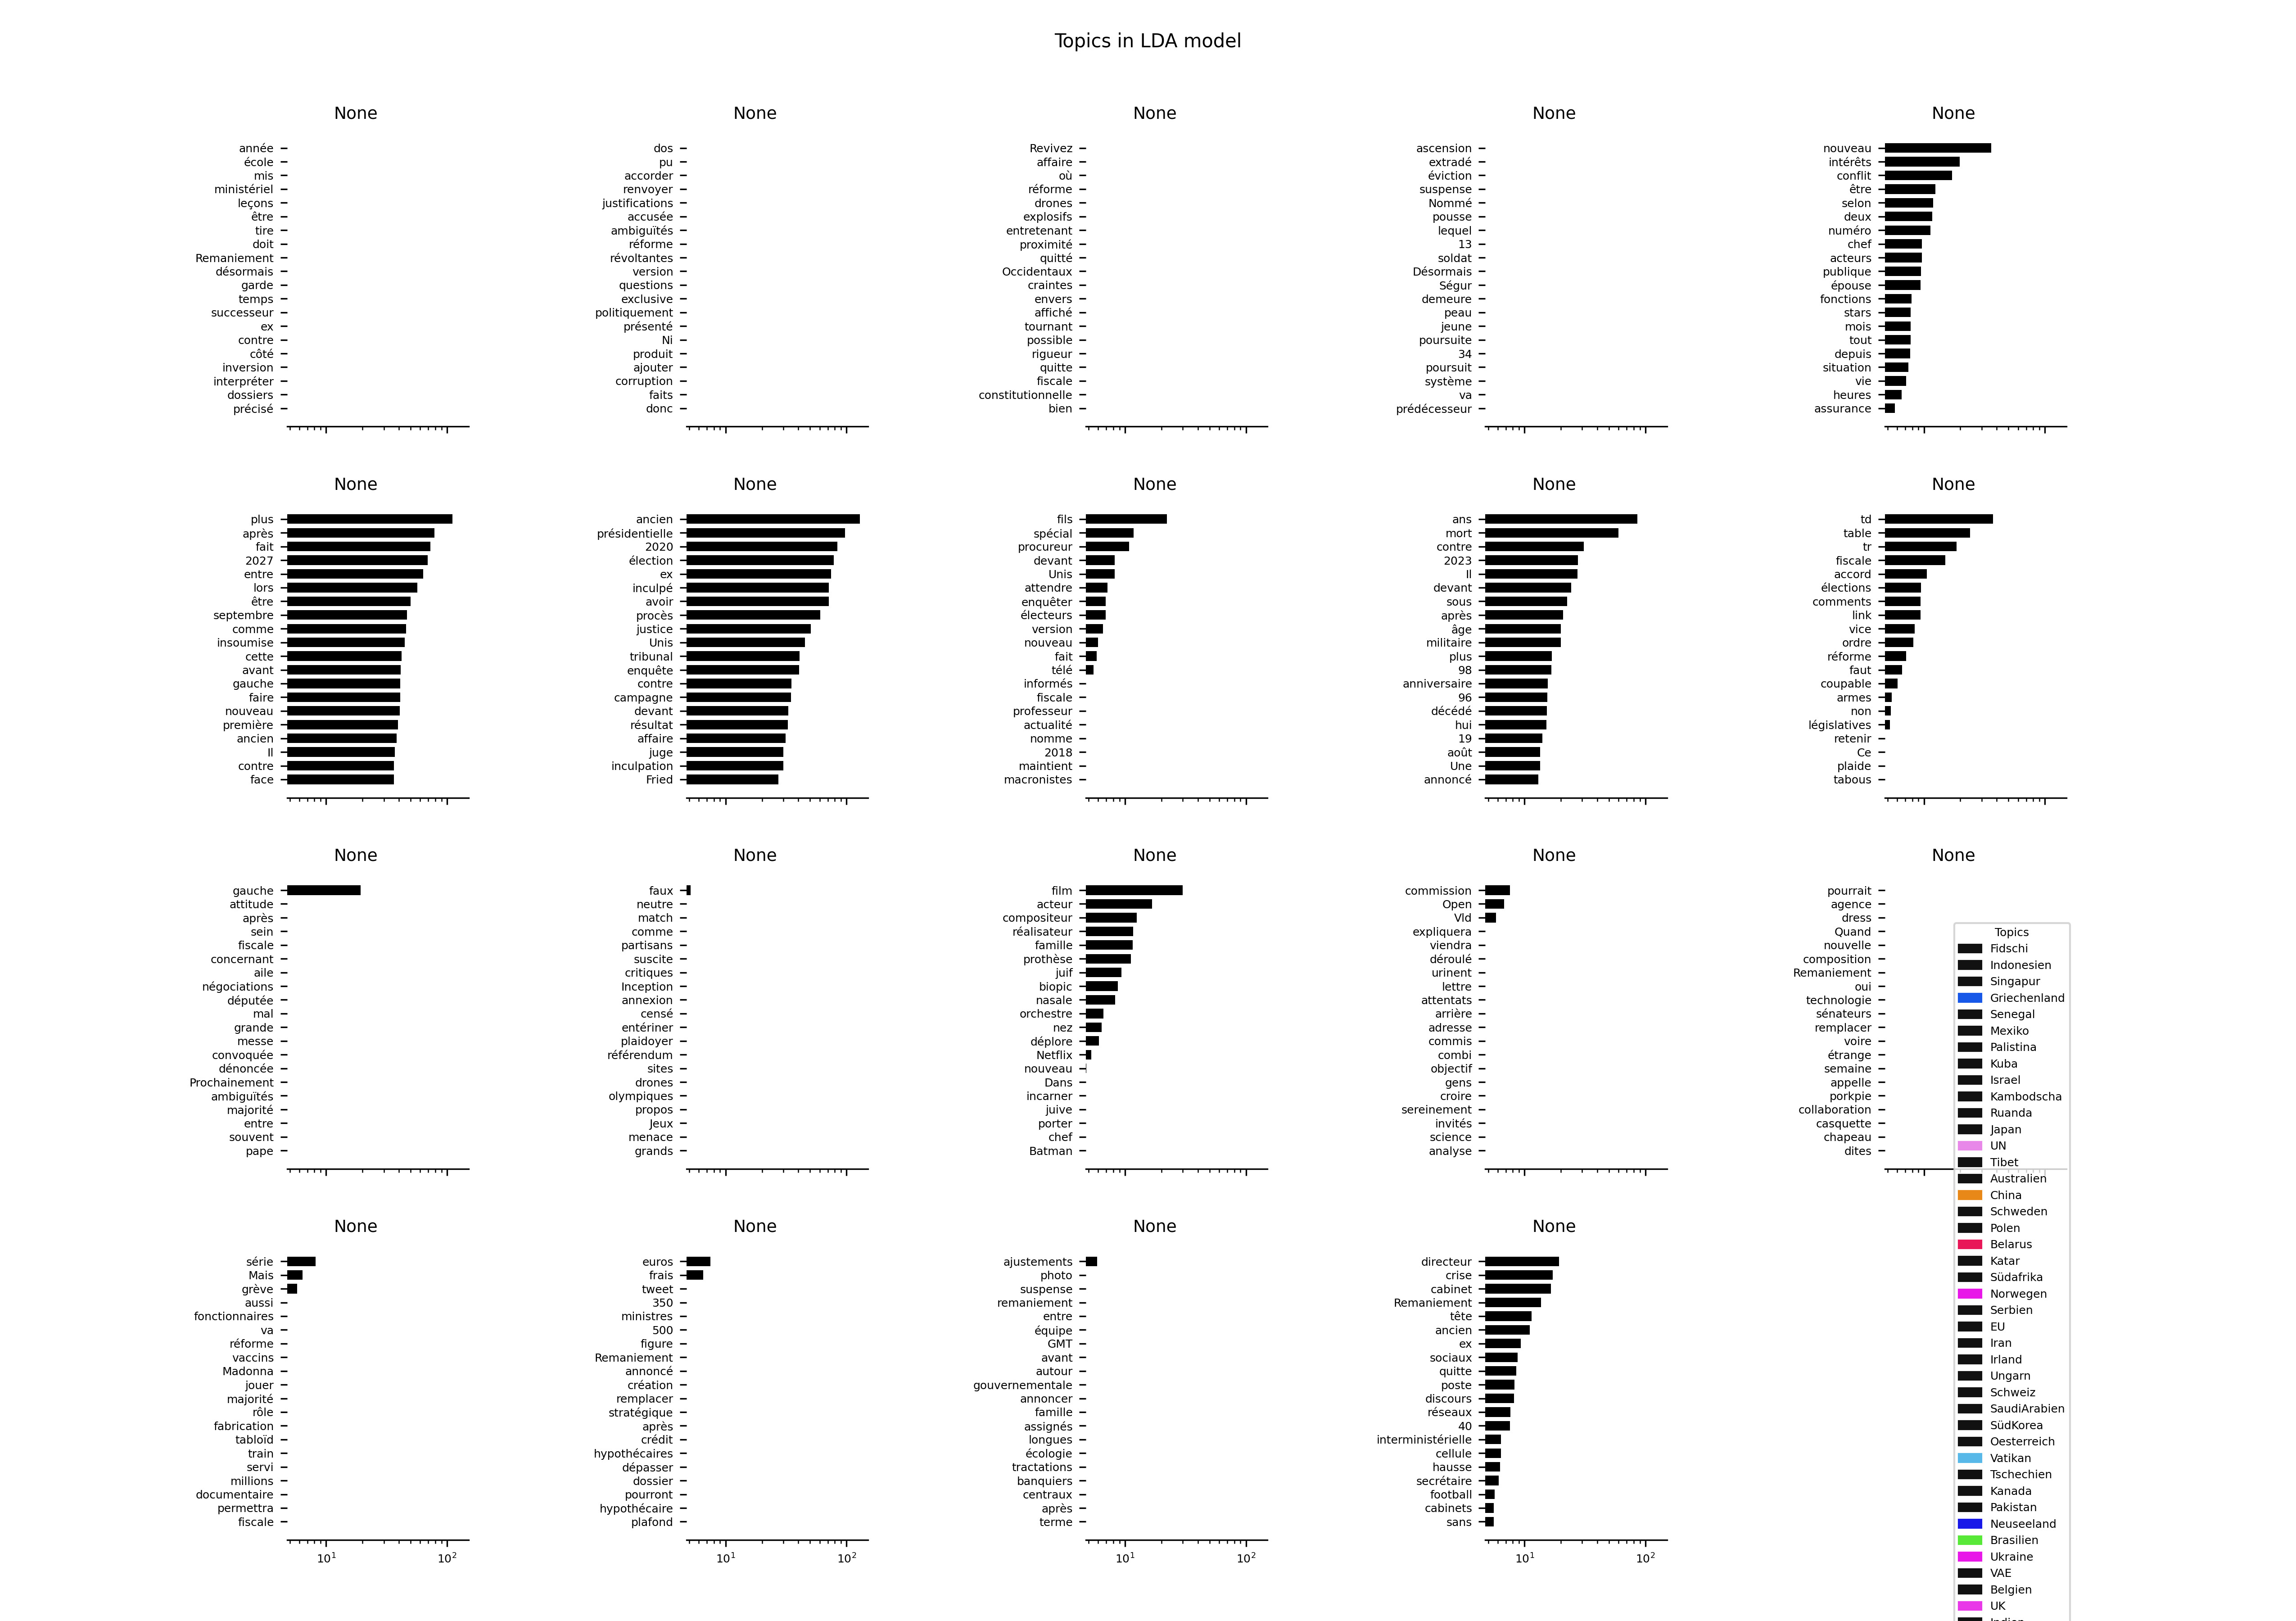 Topics in LDA model
None
année
école
mis
ministériel
leçons
être
tire
doit
Remaniement
désormais
garde
temps
successeur
ex
contre
côté
inversion
interpréter
dossiers
précisé
None
dos
pu
accorder
renvoyer
justifications
accusée
ambiguïtés
réforme
révoltantes
version
questions
exclusive
politiquement
présenté
Ni
produit
ajouter
corruption
faits
donc
None
Revivez
affaire
où
réforme
drones
explosifs
entretenant
proximité
quitté
Occidentaux
craintes
envers
affiché
tournant
possible
rigueur
quitte
fiscale
constitutionnelle
bien
None
ascension
extradé
éviction
suspense
Nommé
pousse
lequel
13
soldat
Désormais
Ségur
demeure
peau
jeune
poursuite
34
poursuit
système
va
prédécesseur
None
nouveau
intérêts
conflit
être
selon
deux
numéro
chef
acteurs
publique
épouse
fonctions
stars
mois
tout
depuis
situation
vie
heures
assurance
None
plus
après
fait
2027
entre
lors
être
septembre
comme
insoumise
cette
avant
gauche
faire
nouveau
première
ancien
Il
contre
face
None
ancien
présidentielle
2020
élection
ex
inculpé
avoir
procès
justice
Unis
tribunal
enquête
contre
campagne
devant
résultat
affaire
juge
inculpation
Fried
None
fils
spécial
procureur
devant
Unis
attendre
enquêter
électeurs
version
nouveau
fait
télé
informés
fiscale
professeur
actualité
nomme
2018
maintient
macronistes
None
ans
mort
contre
2023
Il
devant
sous
après
âge
militaire
plus
98
anniversaire
96
décédé
hui
19
août
Une
annoncé
None
td
table
tr
fiscale
accord
élections
comments
link
vice
ordre
réforme
faut
coupable
armes
non
législatives
retenir
Ce
plaide
tabous
None
gauche
attitude
après
sein
fiscale
concernant
aile
négociations
députée
mal
grande
messe
convoquée
dénoncée
Prochainement
ambiguïtés
majorité
entre
souvent
pape
None
faux
neutre
match
comme
partisans
suscite
critiques
Inception
annexion
censé
entériner
plaidoyer
référendum
sites
drones
olympiques
propos
Jeux
menace
grands
None
film
acteur
compositeur
réalisateur
famille
prothèse
juif
biopic
nasale
orchestre
nez
déplore
Netflix
nouveau
Dans
incarner
juive
porter
chef
Batman
None
commission
Open
Vld
expliquera
viendra
déroulé
urinent
lettre
attentats
arrière
adresse
commis
combi
objectif
gens
croire
sereinement
invités
science
analyse
None
pourrait
agence
dress
Quand
nouvelle
composition
Remaniement
oui
technologie
sénateurs
remplacer
voire
étrange
semaine
appelle
porkpie
collaboration
casquette
chapeau
dites
None
série
Mais
grève
aussi
fonctionnaires
va
réforme
vaccins
Madonna
jouer
majorité
rôle
fabrication
tabloïd
train
servi
millions
documentaire
permettra
fiscale
10¹ 10²
None
euros
frais
tweet
350
ministres
500
figure
Remaniement
annoncé
création
remplacer
stratégique
après
crédit
hypothécaires
dépasser
dossier
pourront
hypothécaire
plafond
10¹ 10²
None
ajustements
photo
suspense
remaniement
entre
équipe
GMT
avant
autour
gouvernementale
annoncer
famille
assignés
longues
écologie
tractations
banquiers
centraux
après
terme
10¹ 10²
None
directeur
crise
cabinet
Remaniement
tête
ancien
ex
sociaux
quitte
poste
discours
réseaux
40
interministérielle
cellule
hausse
secrétaire
football
cabinets
sans
10¹ 10²
Topics
Fidschi
Indonesien
Singapur
Griechenland
Senegal
Mexiko
Palistina
Kuba
Israel
Kambodscha
Ruanda
Japan
UN
Tibet
Australien
China
Schweden
Polen
Belarus
Katar
Südafrika
Norwegen
Serbien
EU
Iran
Irland
Ungarn
Schweiz
SaudiArabien
SüdKorea
Oesterreich
Vatikan
Tschechien
Kanada
Pakistan
Neuseeland
Brasilien
Ukraine
VAE
Belgien
UK